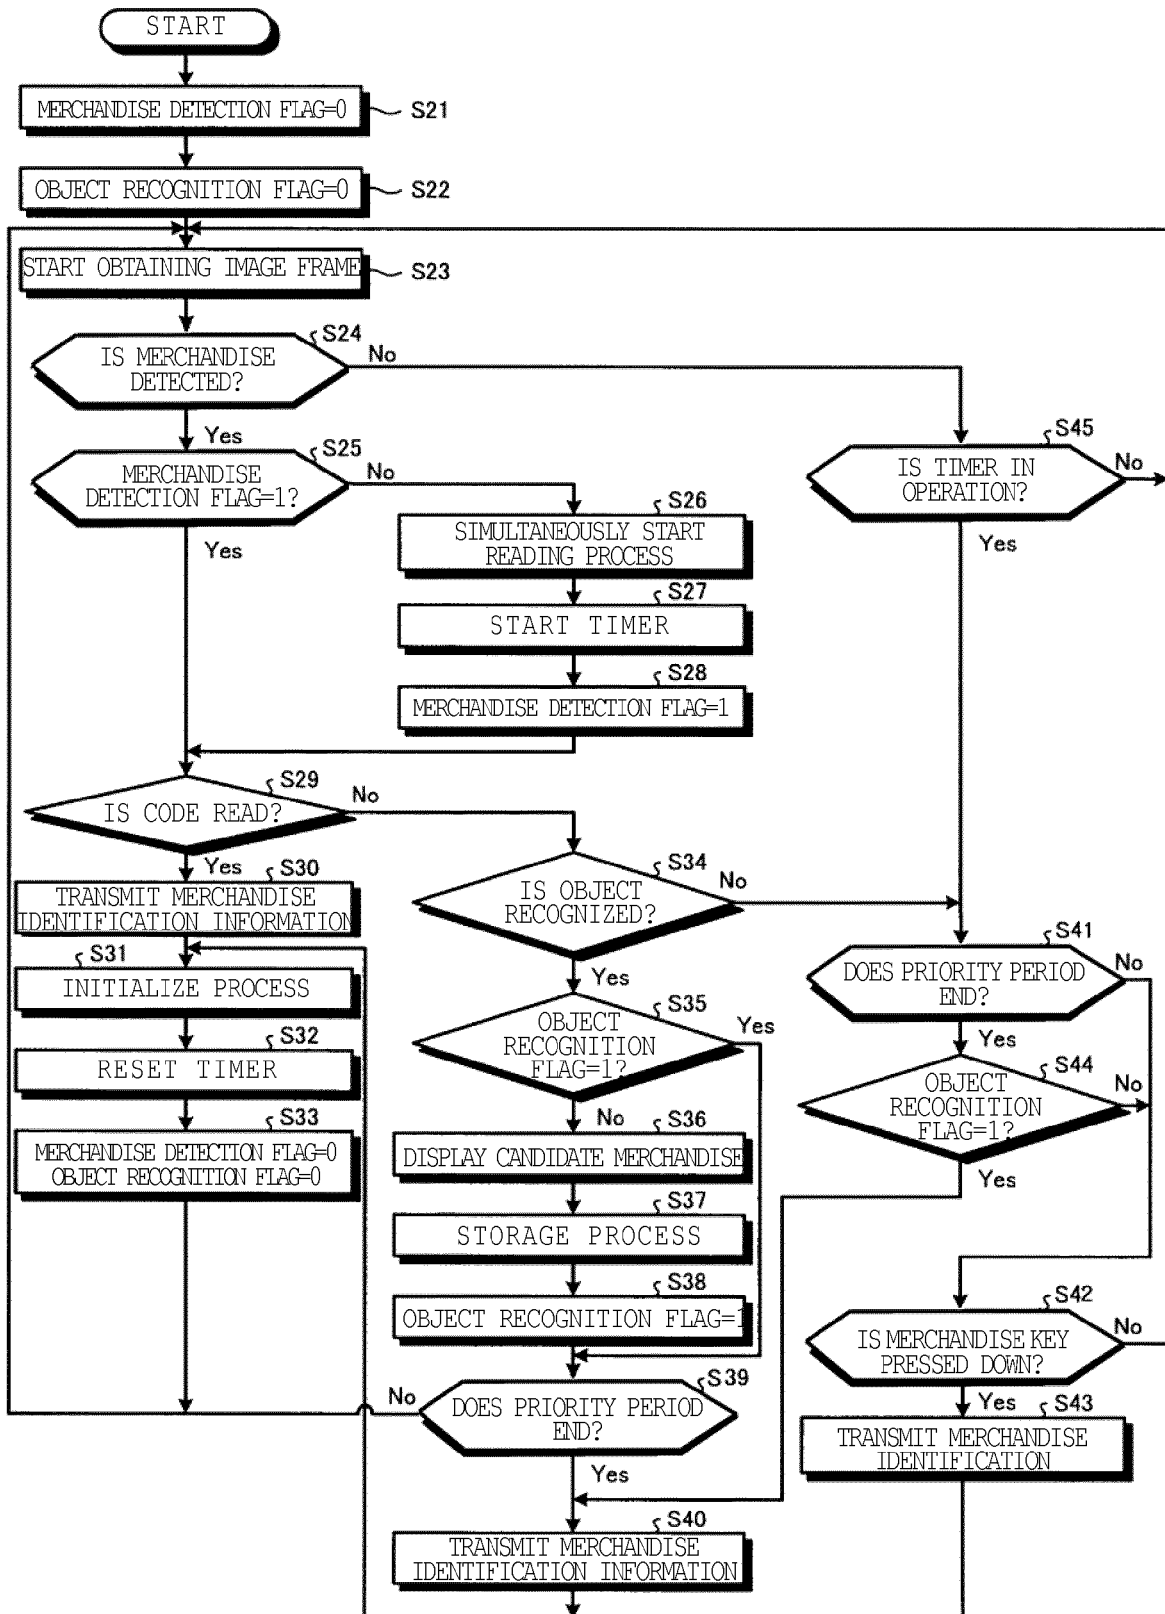 START
MERCHANDISE DETECTION FLAG=0
S21
OBJECT RECOGNITION FLAG=0
S22
START OBTAINING IMAGE FRAME
S23
S24
IS MERCHANDISE
DETECTED?
No
Yes
S45
IS TIMER IN
OPERATION?
No
Yes
S25
MERCHANDISE
DETECTION FLAG=1?
No
Yes
S26
SIMULTANEOUSLY START
READING PROCESS
S27
START TIMER
S28
MERCHANDISE DETECTION FLAG=1
S29
IS CODE READ?
No
Yes
S30
TRANSMIT MERCHANDISE
IDENTIFICATION INFORMATION
S31
INITIALIZE PROCESS
S32
RESET TIMER
S33
MERCHANDISE DETECTION FLAG=0
OBJECT RECOGNITION FLAG=0
S34
IS OBJECT
RECOGNIZED?
No
Yes
S35
OBJECT
RECOGNITION
FLAG=1?
Yes
No
S36
DISPLAY CANDIDATE MERCHANDISE
S37
STORAGE PROCESS
S38
OBJECT RECOGNITION FLAG=1
S39
DOES PRIORITY PERIOD
END?
No
Yes
S40
TRANSMIT MERCHANDISE
IDENTIFICATION INFORMATION
S41
DOES PRIORITY PERIOD
END?
No
Yes
S44
OBJECT
RECOGNITION
FLAG=1?
No
Yes
S42
IS MERCHANDISE KEY
PRESSED DOWN?
No
Yes
S43
TRANSMIT MERCHANDISE
IDENTIFICATION